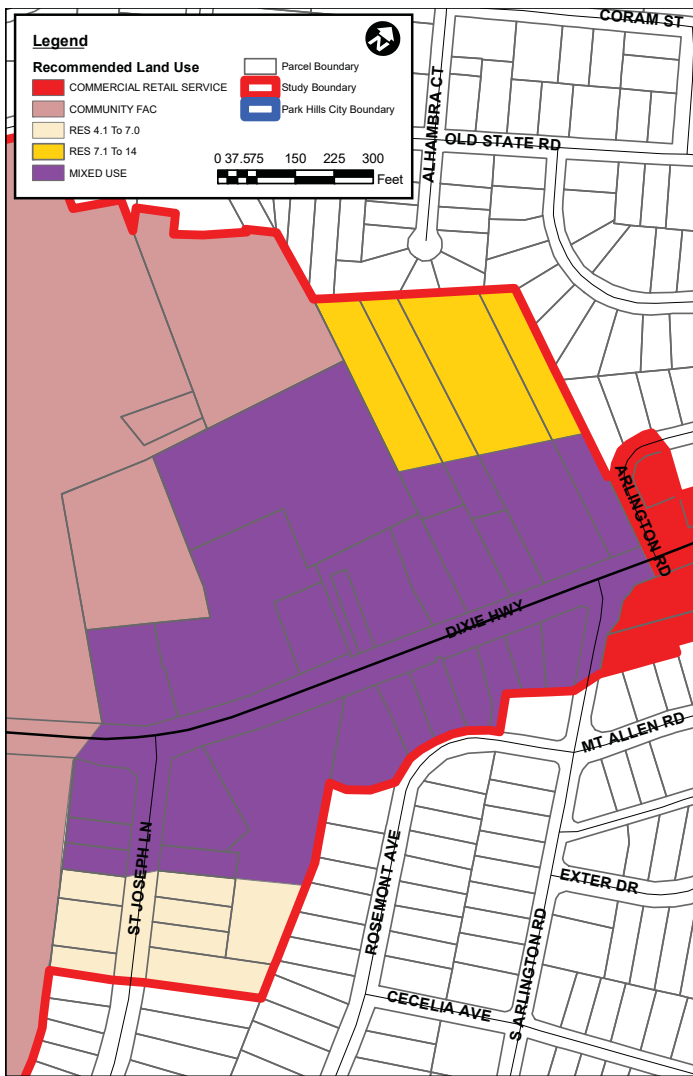 CORAM ST
Legend
Recommended Land Use
COMMERCIAL RETAIL SERVICE
COMMUNITY FAC
RES 4.1 To 7.0
RES 7.1 To 14
MIXED USE
Parcel Boundary
Study Boundary
Park Hills City Boundary
0 37.575 150 225 300
Feet
N
ALHAMBRA CT
OLD STATE RD
ARLINGTON RD
DIXIE HWY
MT ALLEN RD
ST JOSEPH LN
ROSEMONT AVE
EXTER DR
S ARLINGTON RD
CECELIA AVE